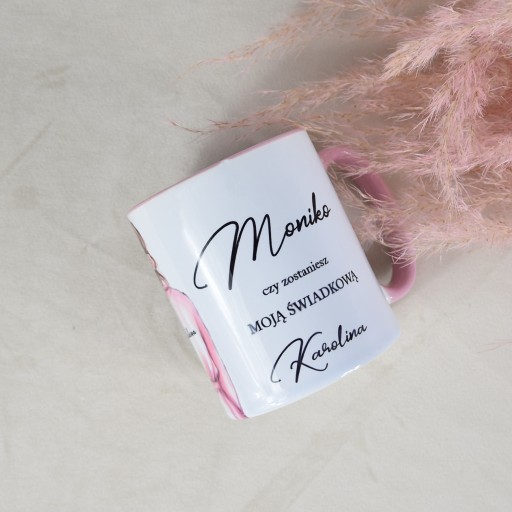 Moniko
czy zostaniesz
MOJĄ ŚWIADKOWĄ
Karolina